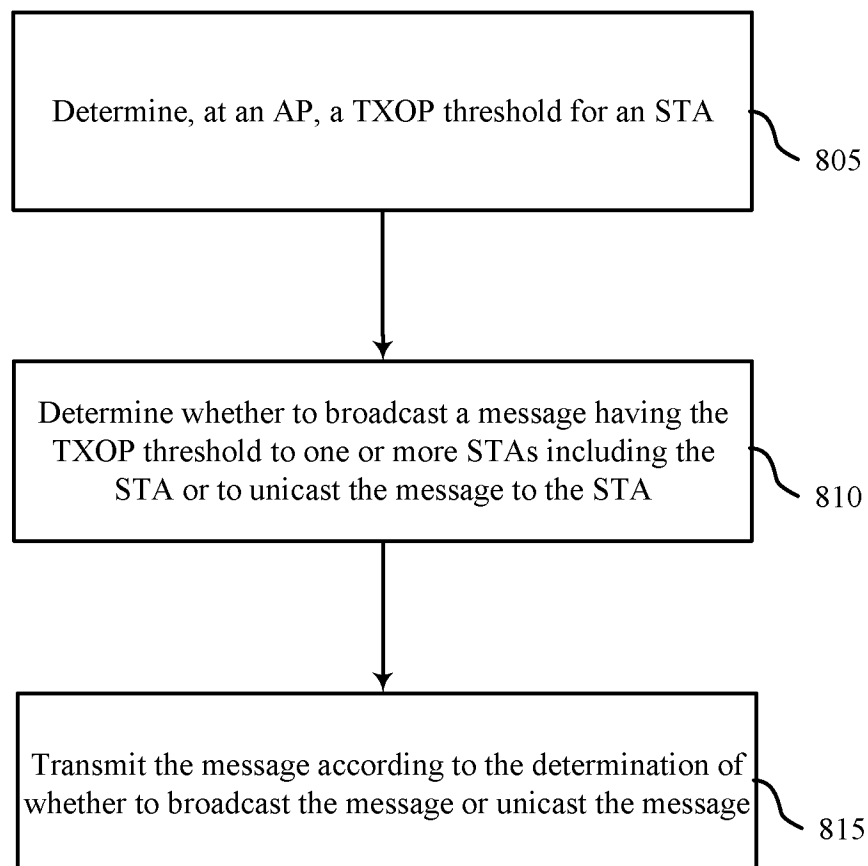 Determine, at an AP, a TXOP threshold for an STA
805
Determine whether to broadcast a message having the
TXOP threshold to one or more STAs including the
STA or to unicast the message to the STA
810
Transmit the message according to the determination of
whether to broadcast the message or unicast the message
815